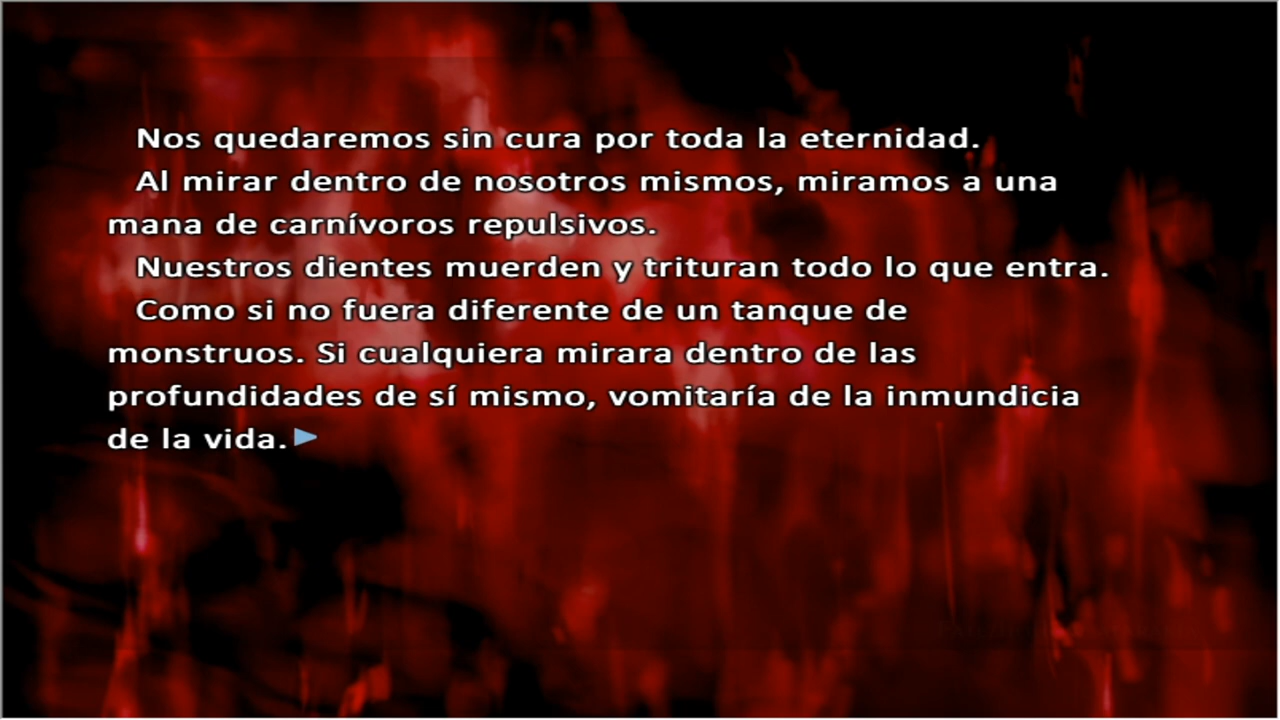 Nos quedaremos sin cura por toda la eternidad.
Al mirar dentro de nosotros mismos, miramos a una
mana de carnívoros repulsivos.
Nuestros dientes muerden y trituran todo lo que entra.
Como si no fuera diferente de un tanque de
monstruos. Si cualquiera mirara dentro de las
profundidades de sí mismo, vomitaría de la inmundicia
de la vida.